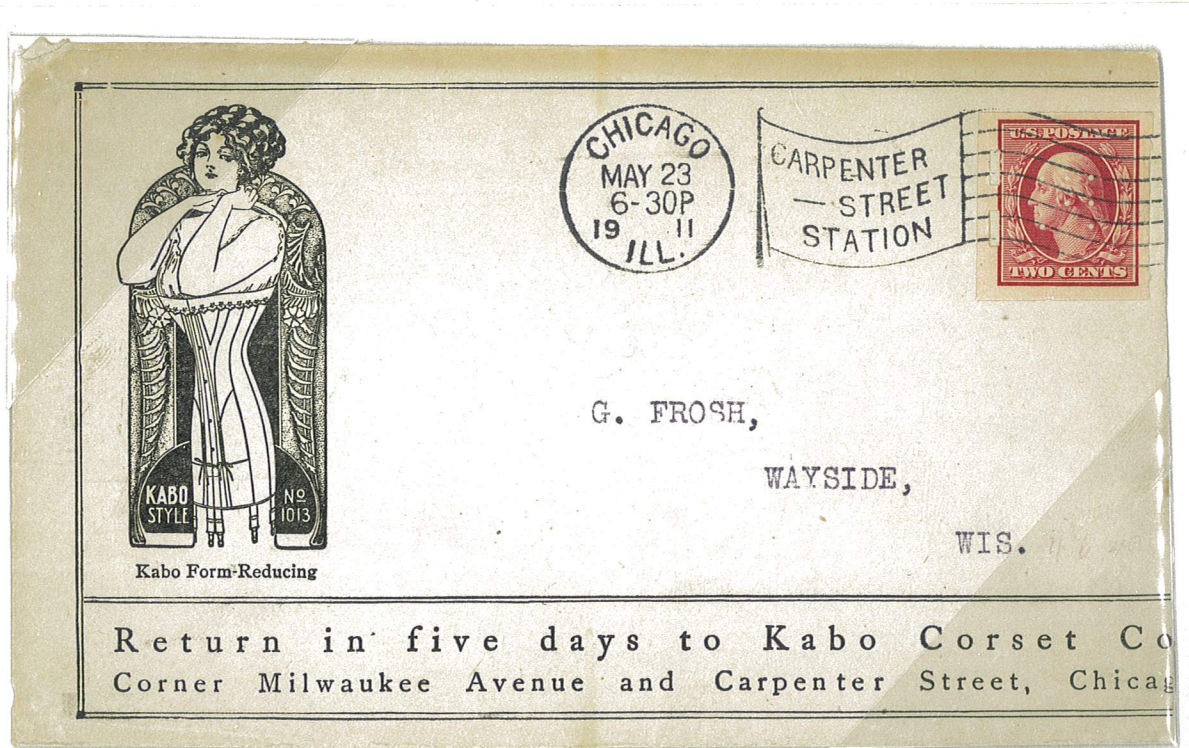 CHICAGO
MAY 23
6-30P
19 11
ILL.
CARPENTER
—STREET
STATION
U.S. POSTAGE
TWO CENTS
G. FROSH,
WAYSIDE,
WIS.
KABO
STYLE
No
1013
Kabo Form-Reducing
Return in five days to Kabo Corset Co
Corner Milwaukee Avenue and Carpenter Street, Chicag